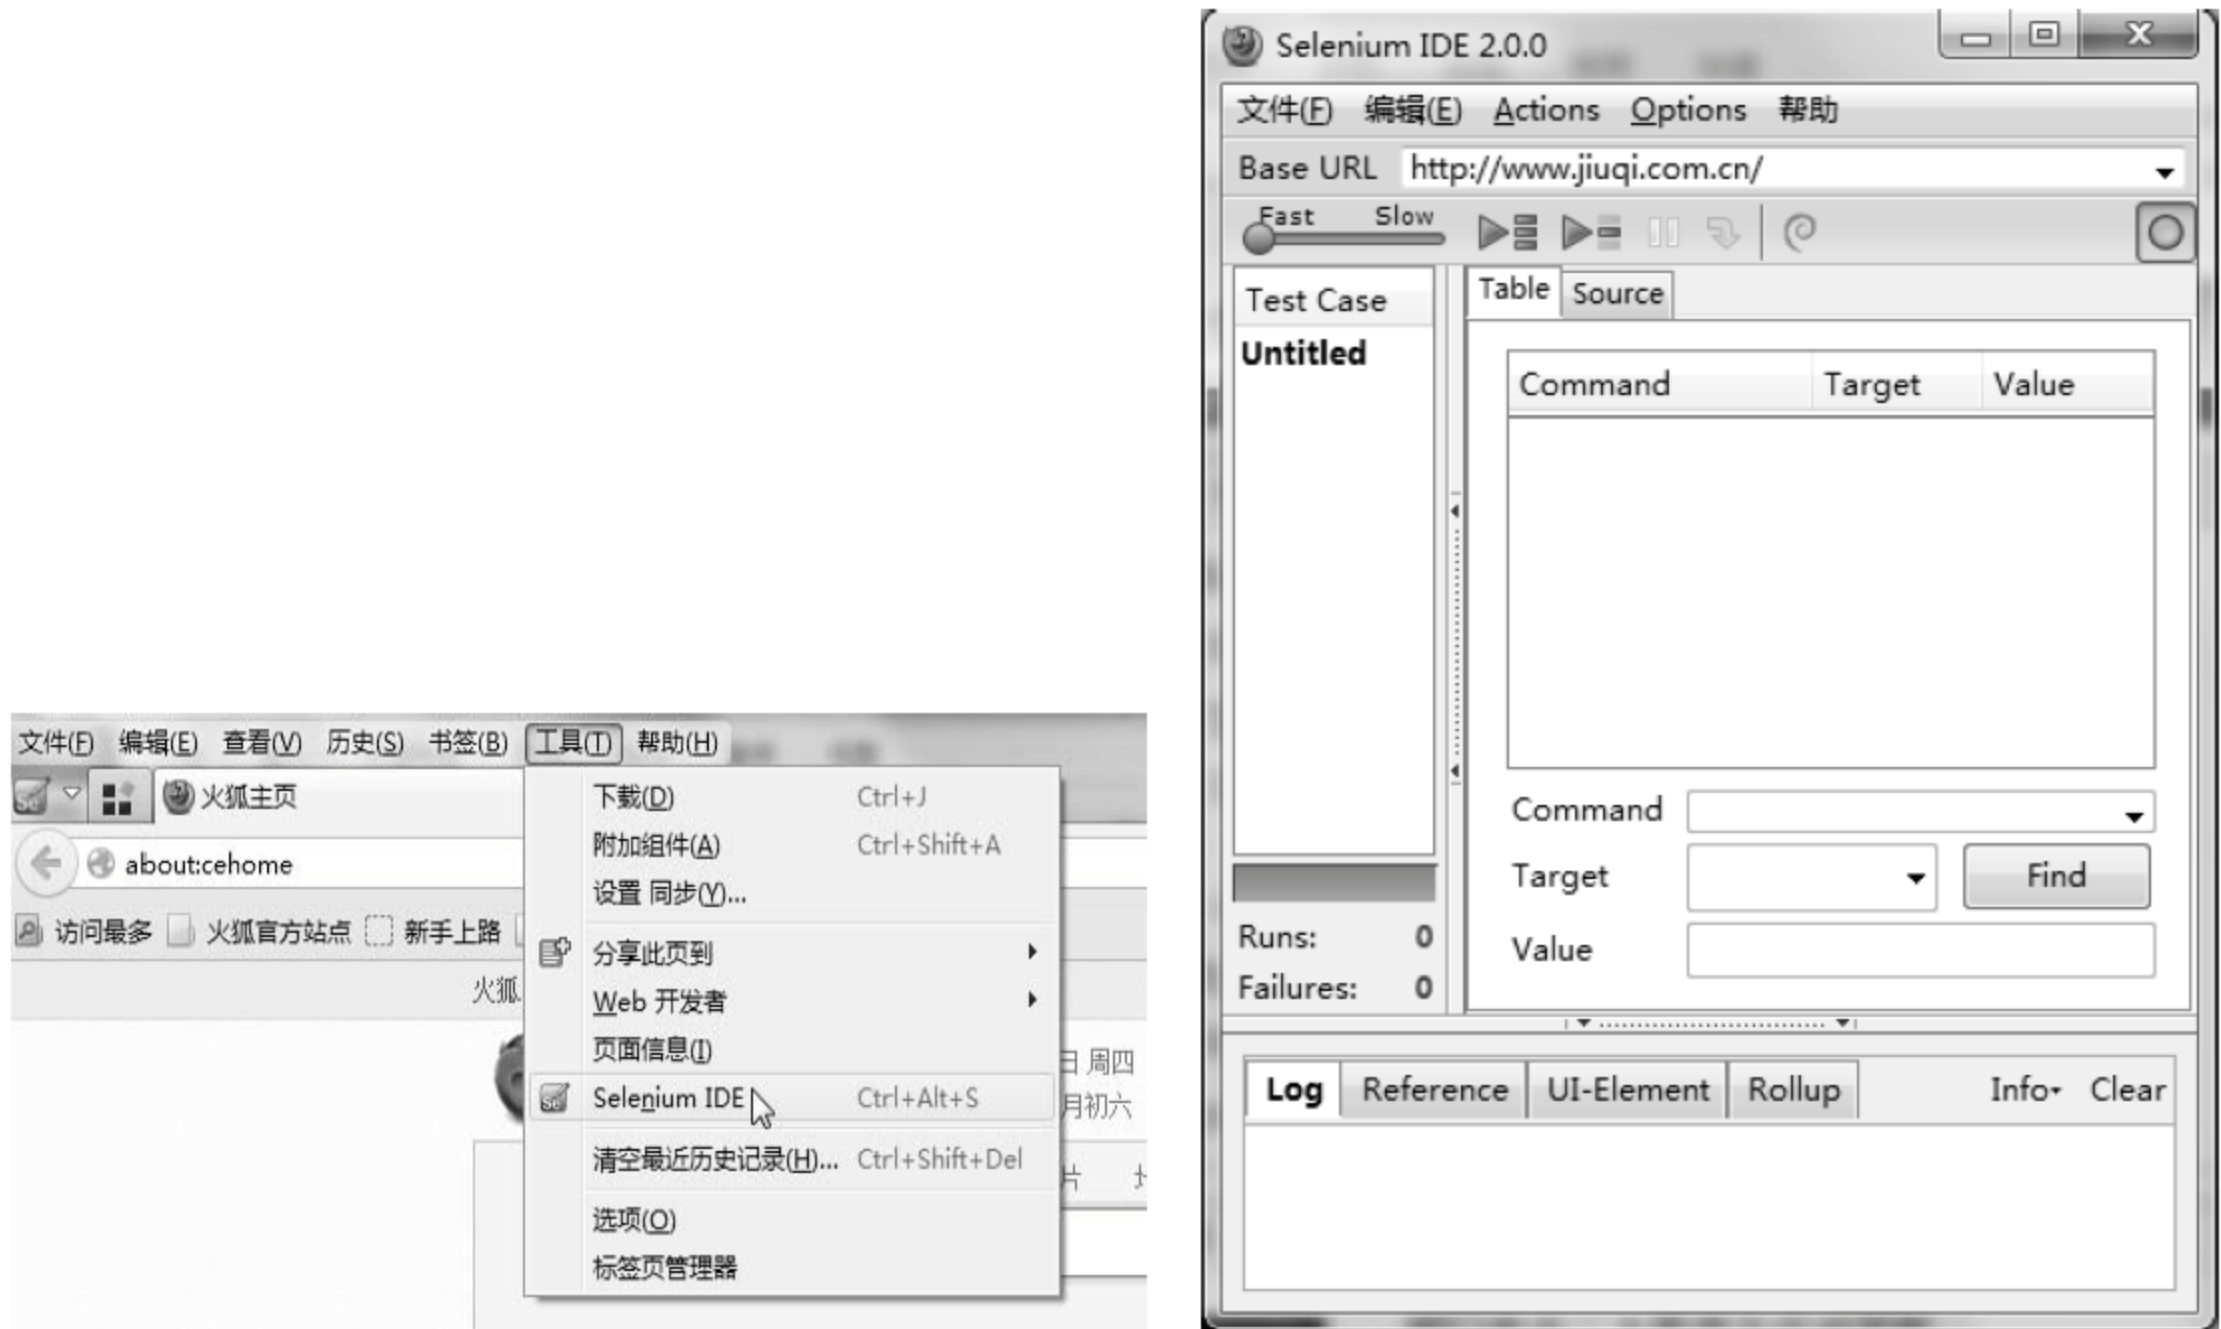 文件(F) 编辑(E) 查看(V) 历史(S) 书签(B) 工具(T) 帮助(H)
火狐主页
about:cehome
访问最多 火狐官方站点 新手上路
火狐
下载(D) Ctrl+J
附加组件(A) Ctrl+Shift+A
设置 同步(Y)...
分享此页到
Web 开发者
页面信息(I)
Selenium IDE Ctrl+Alt+S
清空最近历史记录(H)... Ctrl+Shift+Del
选项(O)
标签页管理器
日 周四
月初六
片
Selenium IDE 2.0.0
文件(F) 编辑(E) Actions Options 帮助
Base URL http://www.jiuqi.com.cn/
Fast Slow
Test Case
Untitled
Table Source
Command Target Value
Command
Target Find
Value
Runs: 0
Failures: 0
Log Reference UI-Element Rollup Info Clear